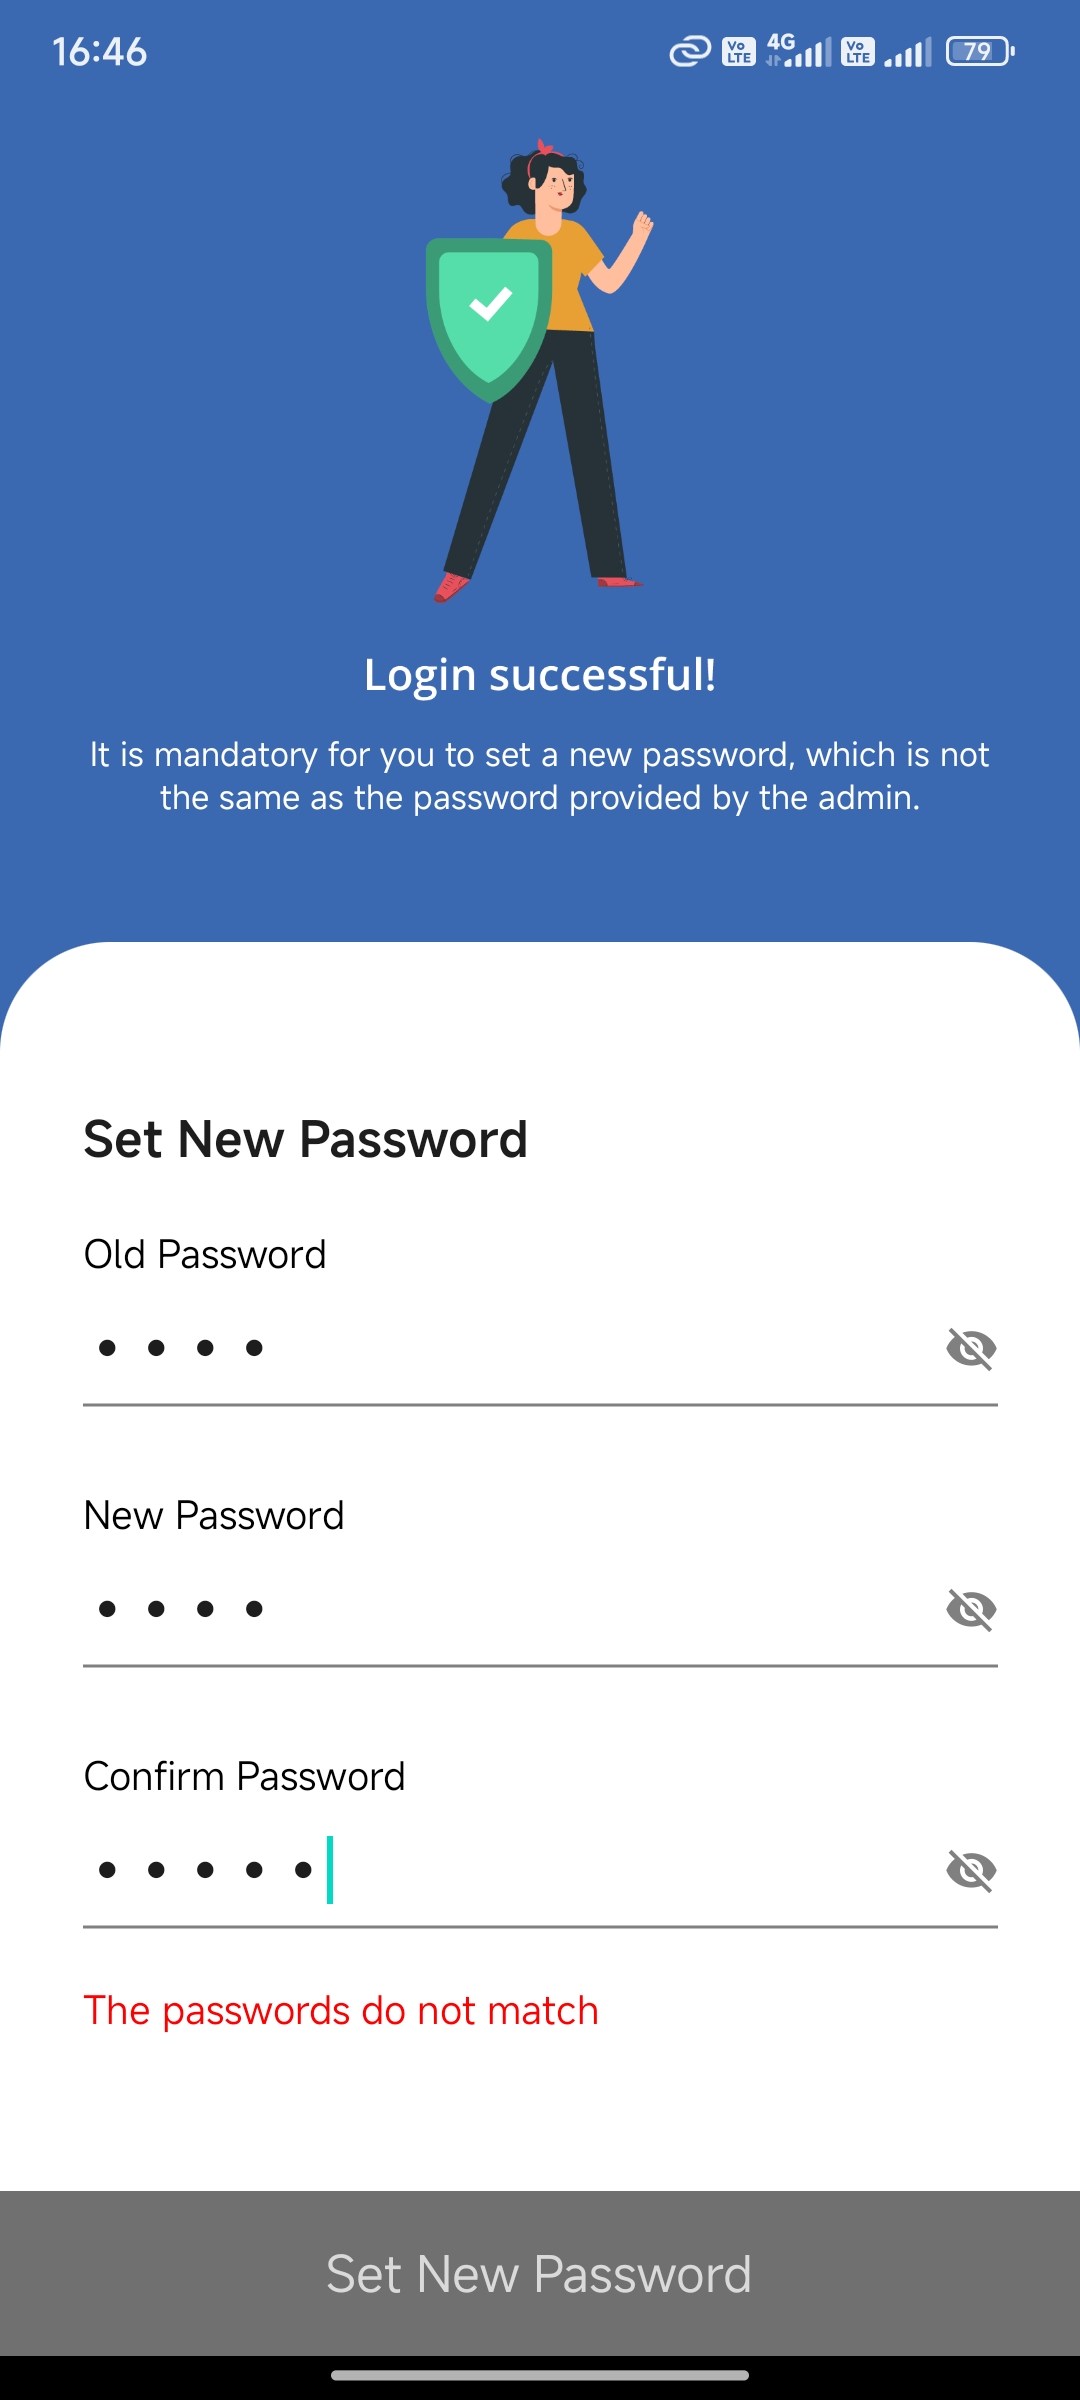 16:46
Vo LTE 4G Vo LTE 79
Login successful!
It is mandatory for you to set a new password, which is not
the same as the password provided by the admin.
Set New Password
Old Password
New Password
Confirm Password
The passwords do not match
Set New Password